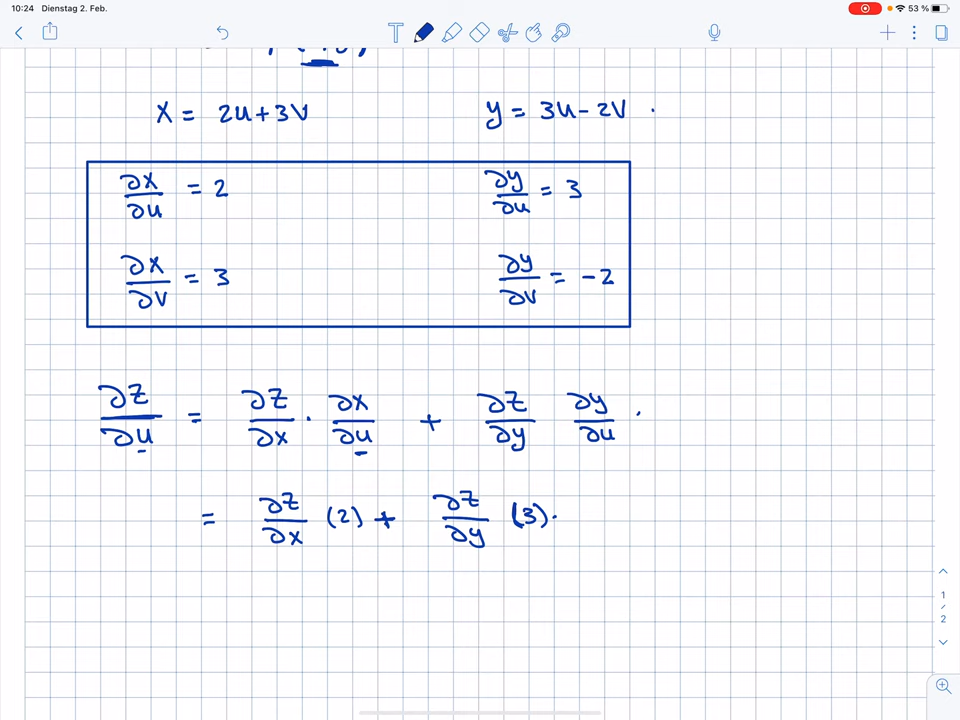 10:24 Dienstag 2. Feb. 53 %
x = 2u + 3v y = 3u - 2v .
∂x/∂u = 2 ∂y/∂u = 3
∂x/∂v = 3 ∂y/∂v = -2
∂z/∂u = ∂z/∂x · ∂x/∂u + ∂z/∂y ∂y/∂u .
= ∂z/∂x (2) + ∂z/∂y (3) .
1
/
2